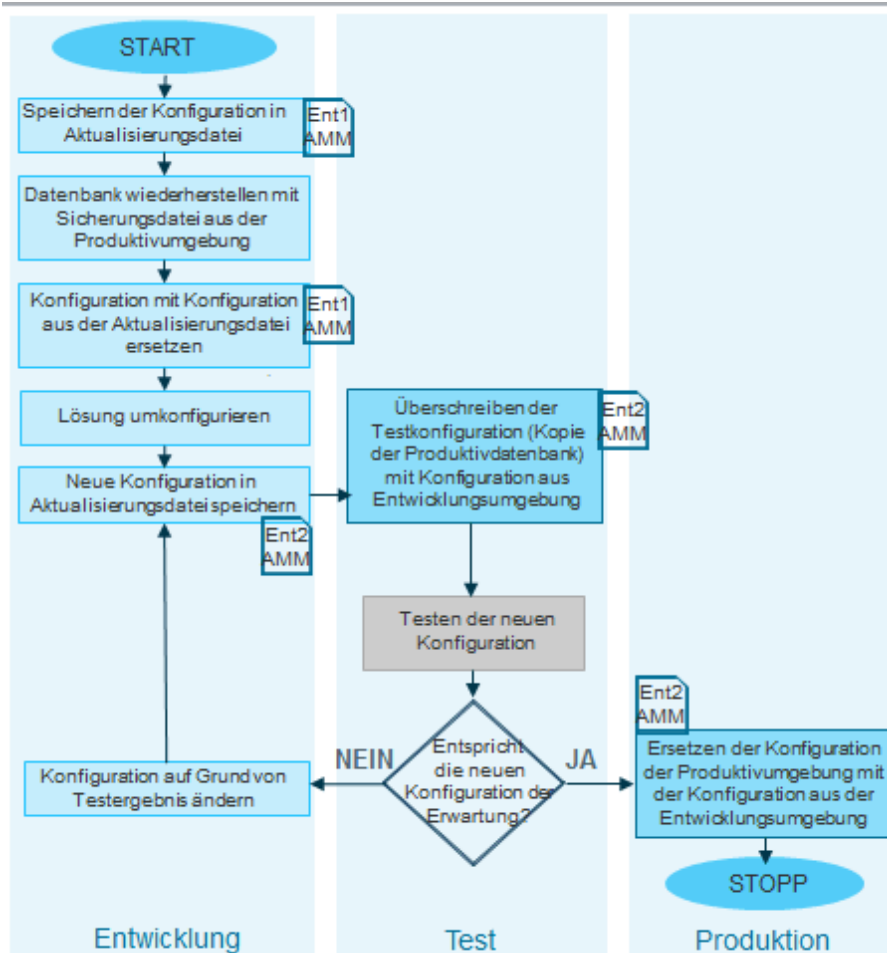 START
Speichern der Konfiguration in
Aktualisierungsdatei
Ent1
AMM
Datenbank wiederherstellen mit
Sicherungsdatei aus der
Produktivumgebung
Konfiguration mit Konfiguration
aus der Aktualisierungsdatei
ersetzen
Ent1
AMM
Lösung umkonfigurieren
Neue Konfiguration in
Aktualisierungsdatei speichern
Ent2
AMM
Überschreiben der
Testkonfiguration (Kopie
der Produktivdatenbank)
mit Konfiguration aus
Entwicklungsumgebung
Ent2
AMM
Testen der neuen
Konfiguration
Entspricht
die neuen
Konfiguration der
Erwartung?
NEIN
JA
Konfiguration auf Grund von
Testergebnis ändern
Ent2
AMM
Ersetzen der Konfiguration
der Produktivumgebung mit
der Konfiguration aus der
Entwicklungsumgebung
STOPP
Entwicklung
Test
Produktion